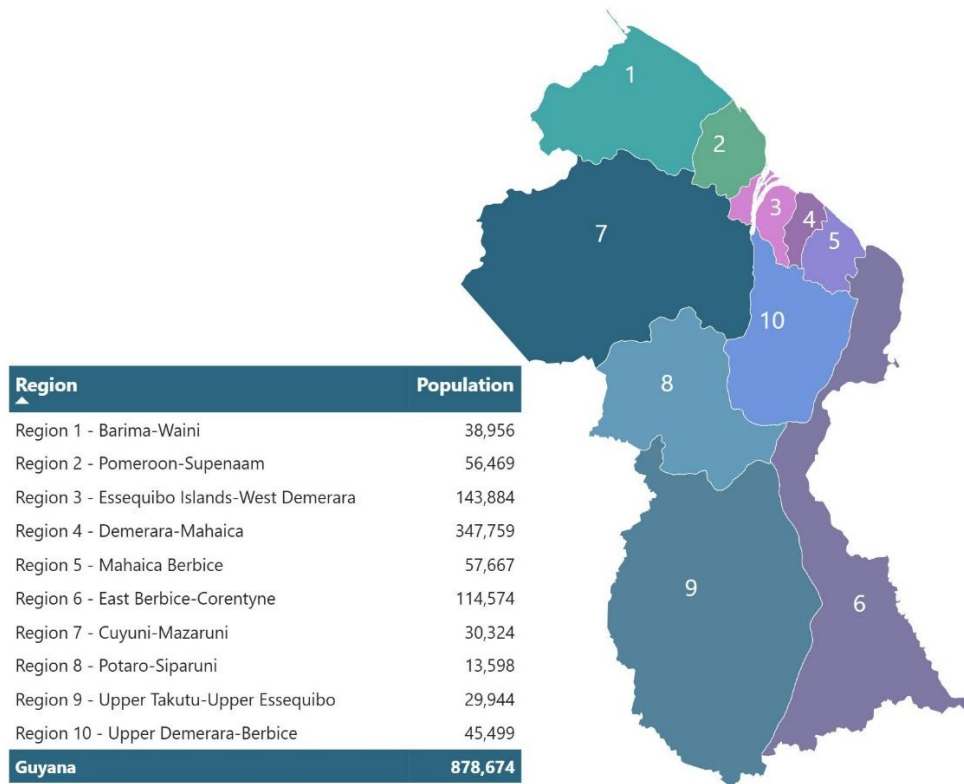 1
2
3
4
5
7
10
8
9
6
Region Population
Region 1 - Barima-Waini 38,956
Region 2 - Pomeroon-Supenaam 56,469
Region 3 - Essequibo Islands-West Demerara 143,884
Region 4 - Demerara-Mahaica 347,759
Region 5 - Mahaica Berbice 57,667
Region 6 - East Berbice-Corentyne 114,574
Region 7 - Cuyuni-Mazaruni 30,324
Region 8 - Potaro-Siparuni 13,598
Region 9 - Upper Takutu-Upper Essequibo 29,944
Region 10 - Upper Demerara-Berbice 45,499
Guyana 878,674